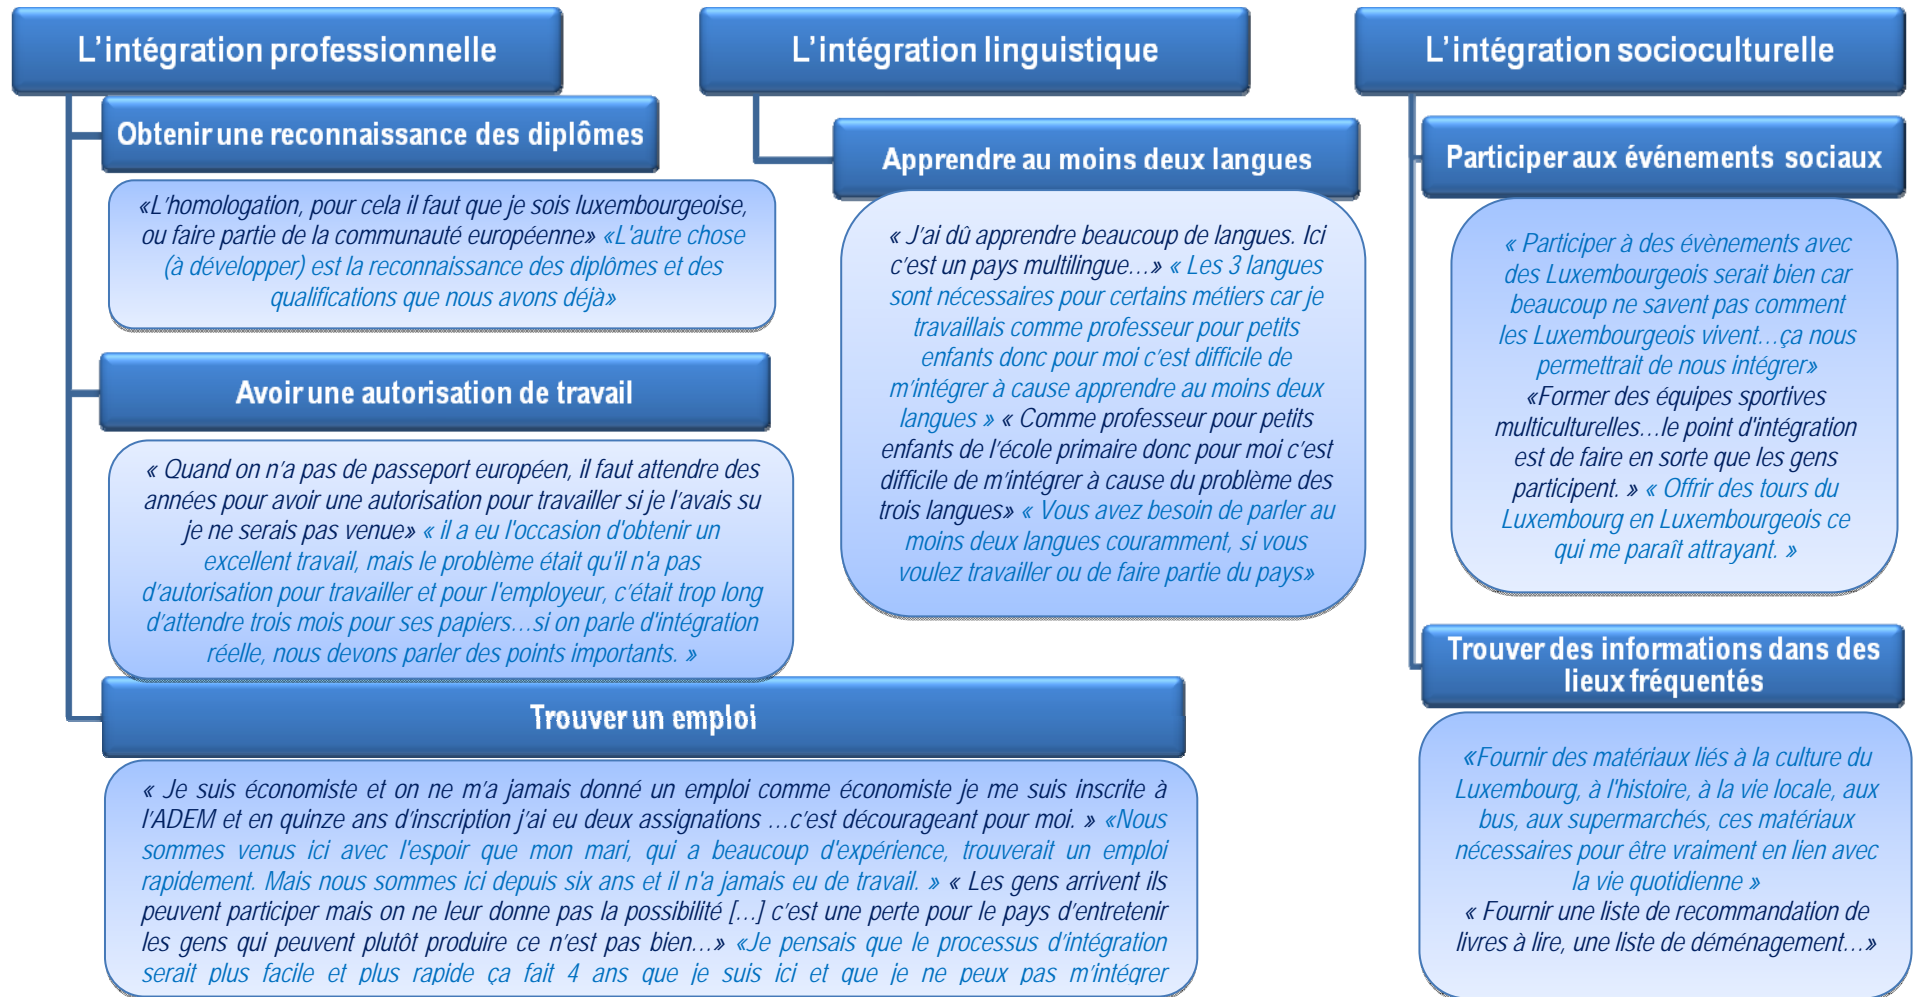 L'intégration professionnelle
Obtenir une reconnaissance des diplômes
«L'homologation, pour cela il faut que je sois luxembourgeoise,
ou faire partie de la communauté européenne» «L'autre chose
(à développer) est la reconnaissance des diplômes et des
qualifications que nous avons déjà»
Avoir une autorisation de travail
« Quand on n'a pas de passeport européen, il faut attendre des
années pour avoir une autorisation pour travailler si je l'avais su
je ne serais pas venue» « il a eu l'occasion d'obtenir un
excellent travail, mais le problème était qu'il n'a pas
d'autorisation pour travailler et pour l'employeur, c'était trop long
d'attendre trois mois pour ses papiers…si on parle d'intégration
réelle, nous devons parler des points importants. »
Trouver un emploi
« Je suis économiste et on ne m'a jamais donné un emploi comme économiste je me suis inscrite à
l'ADEM et en quinze ans d'inscription j'ai eu deux assignations …c'est décourageant pour moi. » «Nous
sommes venus ici avec l'espoir que mon mari, qui a beaucoup d'expérience, trouverait un emploi
rapidement. Mais nous sommes ici depuis six ans et il n'a jamais eu de travail. » « Les gens arrivent ils
peuvent participer mais on ne leur donne pas la possibilité […] c'est une perte pour le pays d'entretenir
les gens qui peuvent plutôt produire ce n'est pas bien…» «Je pensais que le processus d'intégration
serait plus facile et plus rapide ça fait 4 ans que je suis ici et que je ne peux pas m'intégrer
L'intégration linguistique
Apprendre au moins deux langues
« J'ai dû apprendre beaucoup de langues. Ici
c'est un pays multilingue…» « Les 3 langues
sont nécessaires pour certains métiers car je
travaillais comme professeur pour petits
enfants donc pour moi c'est difficile de
m'intégrer à cause apprendre au moins deux
langues » « Comme professeur pour petits
enfants de l'école primaire donc pour moi c'est
difficile de m'intégrer à cause du problème des
trois langues» « Vous avez besoin de parler au
moins deux langues couramment, si vous
voulez travailler ou de faire partie du pays»
L'intégration socioculturelle
Participer aux événements sociaux
« Participer à des évènements avec
des Luxembourgeois serait bien car
beaucoup ne savent pas comment
les Luxembourgeois vivent…ça nous
permettrait de nous intégrer»
«Former des équipes sportives
multiculturelles…le point d'intégration
est de faire en sorte que les gens
participent. » « Offrir des tours du
Luxembourg en Luxembourgeois ce
qui me paraît attrayant. »
Trouver des informations dans des
lieux fréquentés
«Fournir des matériaux liés à la culture du
Luxembourg, à l'histoire, à la vie locale, aux
bus, aux supermarchés, ces matériaux
nécessaires pour être vraiment en lien avec
la vie quotidienne »
« Fournir une liste de recommandation de
livres à lire, une liste de déménagement…»